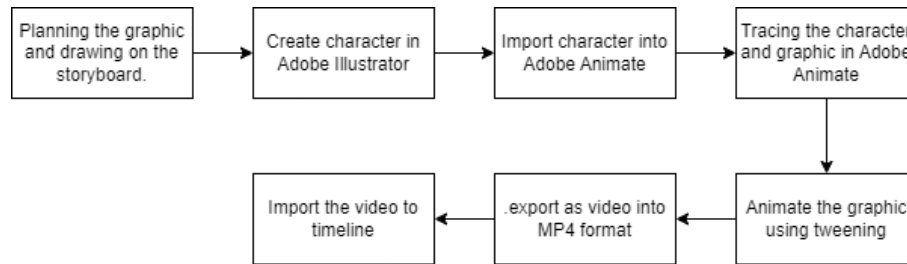 Planning the graphic
and drawing on the
storyboard.
Create character in
Adobe Illustrator
Import character into
Adobe Animate
Tracing the character
and graphic in Adobe
Animate
Animate the graphic
using tweening
.export as video into
MP4 format
Import the video to
timeline